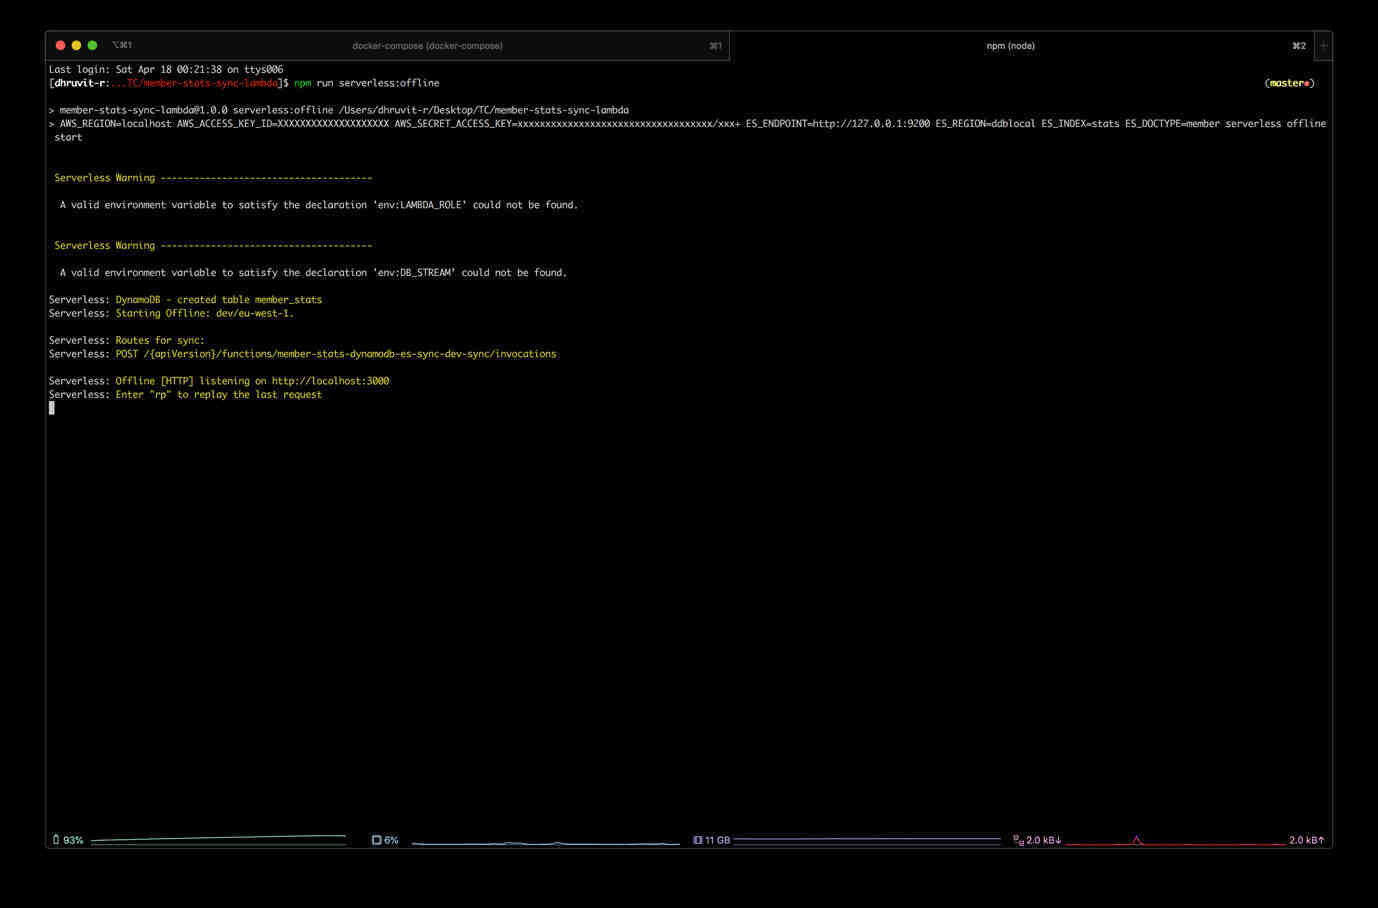 ⌥⌘1 docker-compose (docker-compose) ⌘1 npm (node) ⌘2 +
Last login: Sat Apr 18 00:21:38 on ttys006
[dhruvit-r:...TC/member-stats-sync-lambda]$ npm run serverless:offline (master●)
> member-stats-sync-lambda@1.0.0 serverless:offline /Users/dhruvit-r/Desktop/TC/member-stats-sync-lambda
> AWS_REGION=localhost AWS_ACCESS_KEY_ID=XXXXXXXXXXXXXXXXXXXX AWS_SECRET_ACCESS_KEY=xxxxxxxxxxxxxxxxxxxxxxxxxxxxxxxxxxx/xxx+ ES_ENDPOINT=http://127.0.0.1:9200 ES_REGION=ddblocal ES_INDEX=stats ES_DOCTYPE=member serverless offline
start
Serverless Warning --------------------------------------
A valid environment variable to satisfy the declaration 'env:LAMBDA_ROLE' could not be found.
Serverless Warning --------------------------------------
A valid environment variable to satisfy the declaration 'env:DB_STREAM' could not be found.
Serverless: DynamoDB - created table member_stats
Serverless: Starting Offline: dev/eu-west-1.
Serverless: Routes for sync:
Serverless: POST /{apiVersion}/functions/member-stats-dynamodb-es-sync-dev-sync/invocations
Serverless: Offline [HTTP] listening on http://localhost:3000
Serverless: Enter "rp" to replay the last request
93% 6% 11 GB 2.0 kB↓ 2.0 kB↑